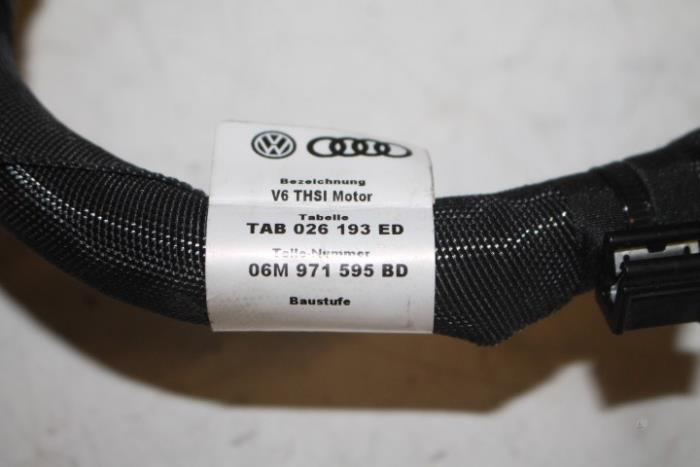 Bezeichnung
V6 THSI Motor
Tabelle
TAB 026 193 ED
Teile-Nummer
06M 971 595 BD
Baustufe